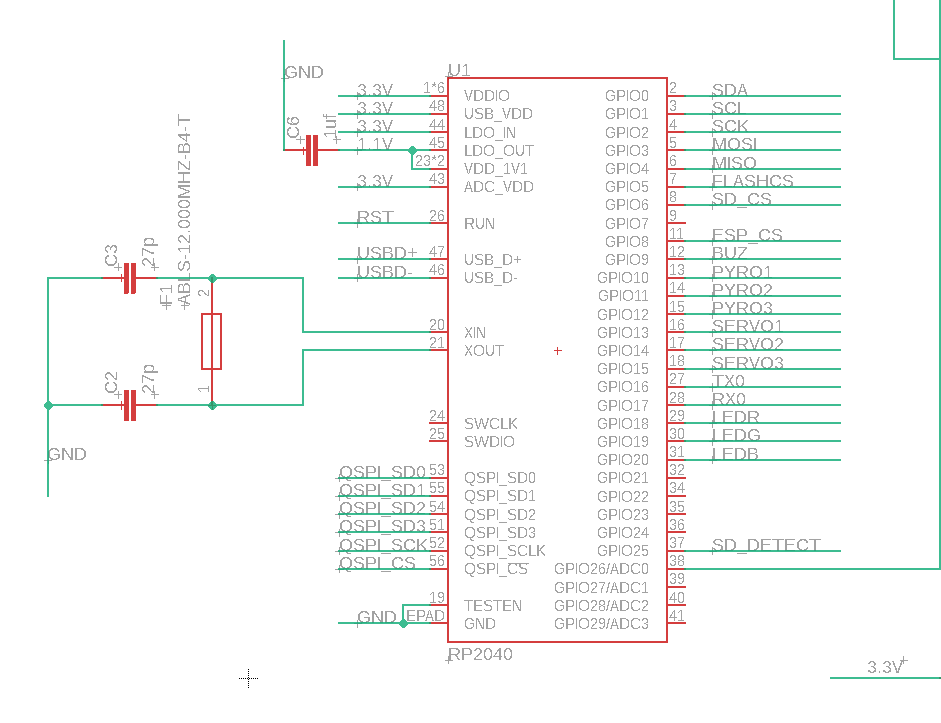 GND
U1
C6
1uf
3.3V 1*6 VDDIO GPIO0 2 SDA
3.3V 48 USB_VDD GPIO1 3 SCL
3.3V 44 LDO_IN GPIO2 4 SCK
1.1V 45 LDO_OUT GPIO3 5 MOSI
23*2 VDD_1V1 GPIO4 6 MISO
3.3V 43 ADC_VDD GPIO5 7 FLASHCS
GPIO6 8 SD_CS
RST 26 RUN GPIO7 9
GPIO8 11 ESP_CS
USBD+ 47 USB_D+ GPIO9 12 BUZ
USBD- 46 USB_D- GPIO10 13 PYRO1
GPIO11 14 PYRO2
GPIO12 15 PYRO3
20 XIN GPIO13 16 SERVO1
21 XOUT GPIO14 17 SERVO2
GPIO15 18 SERVO3
GPIO16 27 TX0
GPIO17 28 RX0
24 SWCLK GPIO18 29 LEDR
25 SWDIO GPIO19 30 LEDG
GPIO20 31 LEDB
QSPI_SD0 53 QSPI_SD0 GPIO21 32
QSPI_SD1 55 QSPI_SD1 GPIO22 34
QSPI_SD2 54 QSPI_SD2 GPIO23 35
QSPI_SD3 51 QSPI_SD3 GPIO24 36
QSPI_SCK 52 QSPI_SCLK GPIO25 37 SD_DETECT
QSPI_CS 56 QSPI_CS GPIO26/ADC0 38
GPIO27/ADC1 39
19 TESTEN GPIO28/ADC2 40
GND EPAD GND GPIO29/ADC3 41
RP2040
C3
27p
F1
ABLS-12.000MHZ-B4-T
2
1
C2
27p
GND
3.3V